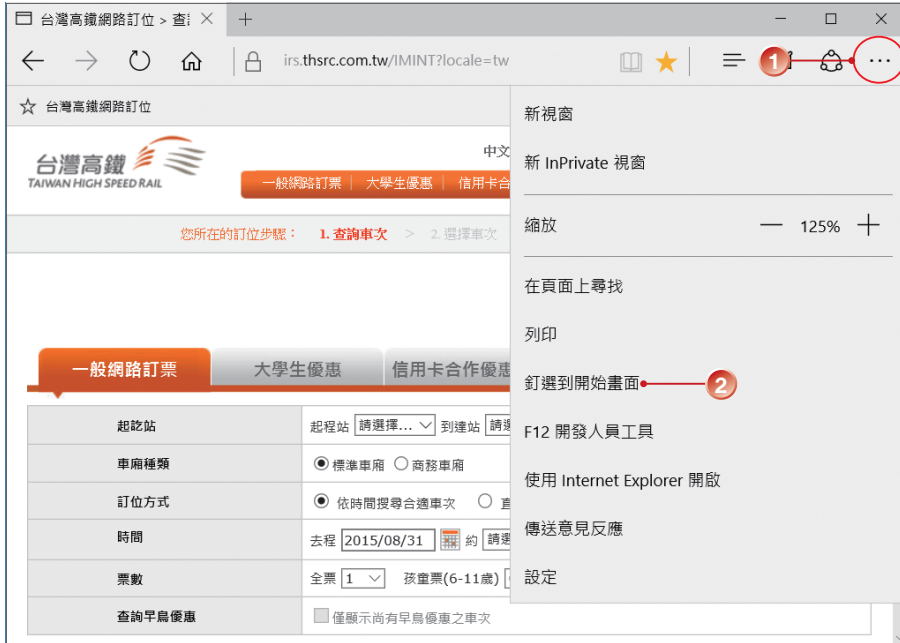 台灣高鐵網路訂位 > 查
irs.thsrc.com.tw/IMINT?locale=tw
1
台灣高鐵網路訂位
新視窗
新 InPrivate 視窗
縮放 125%
在頁面上尋找
列印
釘選到開始畫面 2
F12 開發人員工具
使用 Internet Explorer 開啟
傳送意見反應
設定
台灣高鐵
TAIWAN HIGH SPEED RAIL
中文
一般網路訂票 | 大學生優惠 | 信用卡合
您所在的訂位步驟： 1. 查詢車次 > 2. 選擇車次
一般網路訂票 大學生優惠 信用卡合作優惠
起訖站 起程站 請選擇... 到達站 請選
車廂種類 標準車廂 商務車廂
訂位方式 依時間搜尋合適車次
時間 去程 2015/08/31 約 請選
票數 全票 1 孩童票(6-11歲)
查詢早鳥優惠 僅顯示尚有早鳥優惠之車次